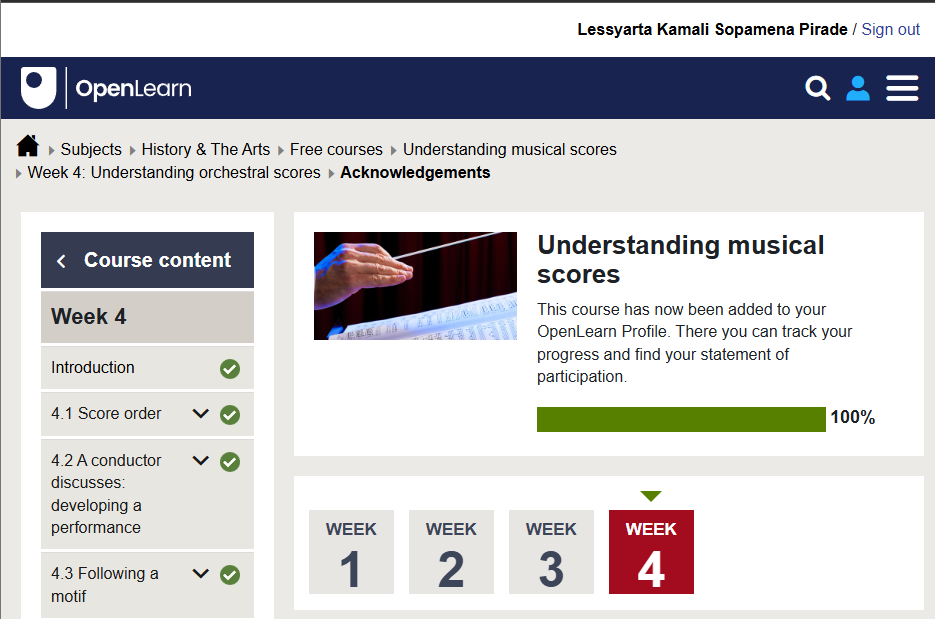 Lessyarta Kamali Sopamena Pirade / Sign out
OpenLearn
Subjects History & The Arts Free courses Understanding musical scores
Week 4: Understanding orchestral scores Acknowledgements
Course content
Week 4
Introduction
4.1 Score order
4.2 A conductor
discusses:
developing a
performance
4.3 Following a
motif
Understanding musical
scores
This course has now been added to your
OpenLearn Profile. There you can track your
progress and find your statement of
participation.
100%
WEEK WEEK WEEK WEEK
1 2 3 4